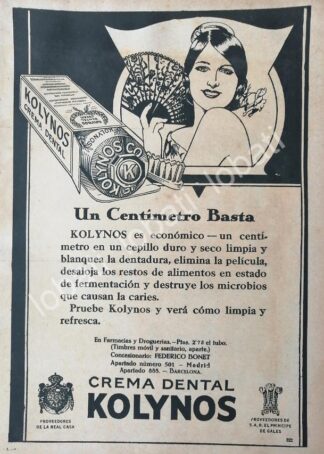 KOLYNOS
CREMA DENTAL
KOLYNOS CO
K
Un Centímetro Basta
KOLYNOS es económico — un centí-
metro en un cepillo duro y seco limpia y
blanquea la dentadura, elimina la película,
desaloja los restos de alimentos en estado
de fermentación y destruye los microbios
que causan la caries.
Pruebe Kolynos y verá cómo limpia y
refresca.
En Farmacias y Droguerías.—Ptas. 2'75 el tubo.
(Timbres móvil y sanitario, aparte.)
Concesionario: FEDERICO BONET
Apartado número 501 — Madrid
Apartado 855. — BARCELONA.
CREMA DENTAL
KOLYNOS
PROVEEDORES
DE LA REAL CASA
PROVEEDORES DE
S.A.R. EL PRINCIPE
DE GALES